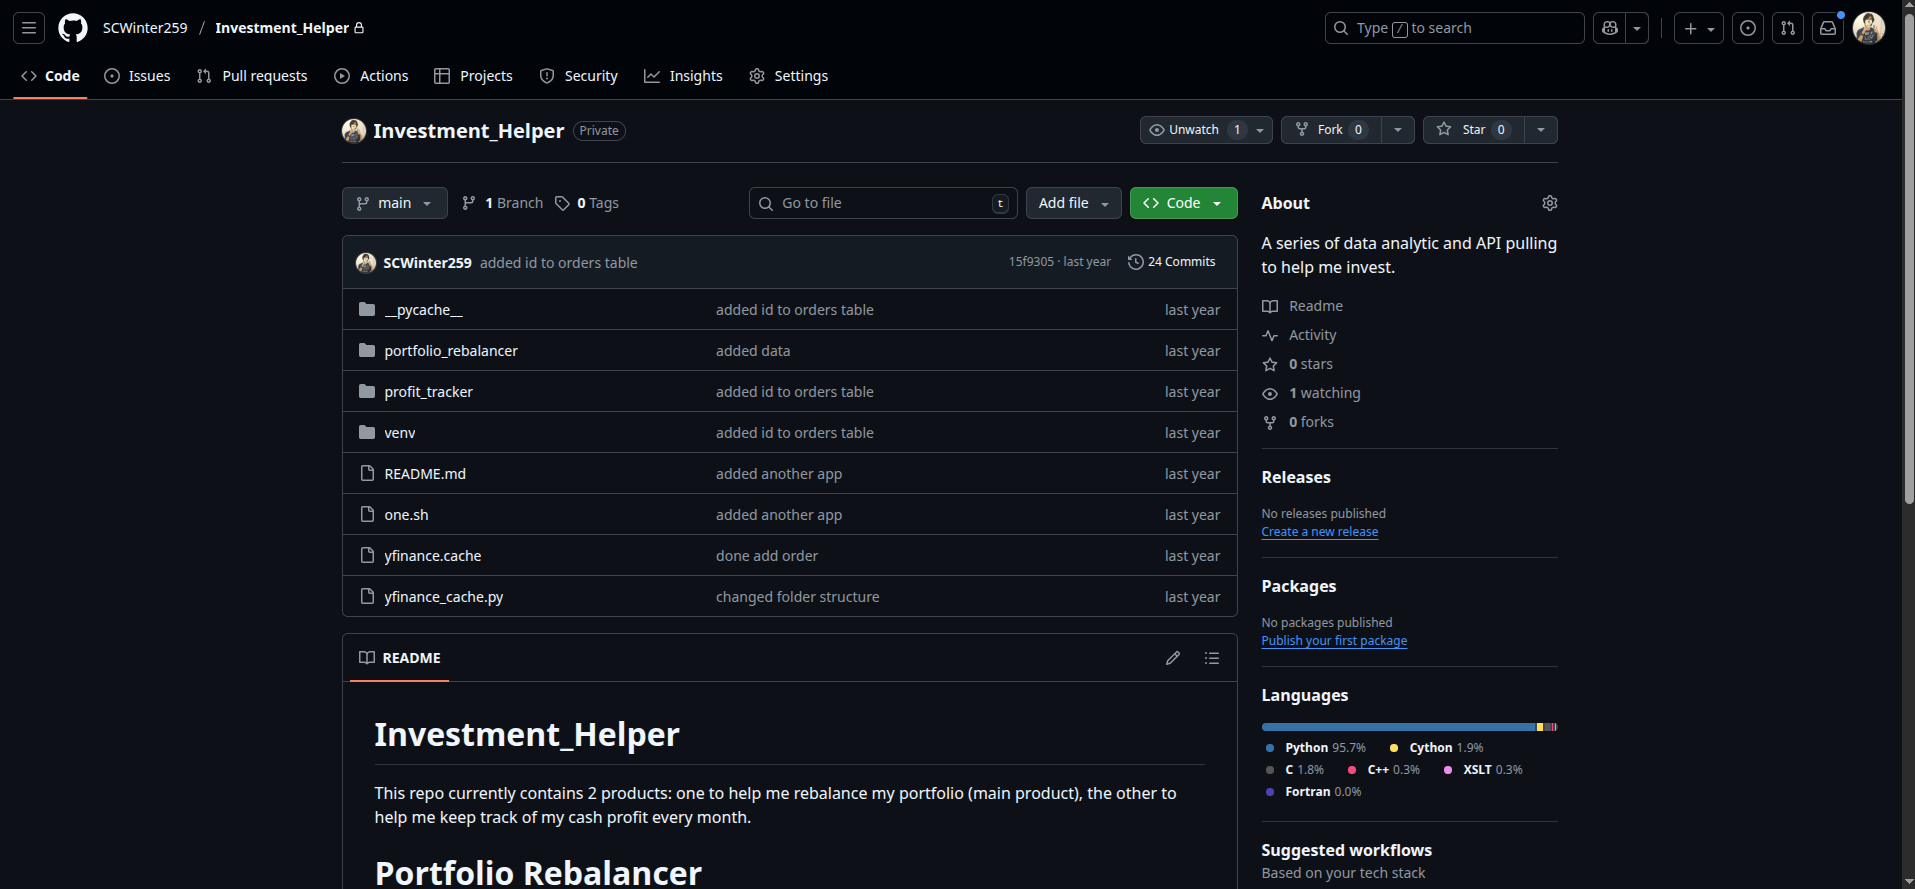 SCWinter259 / Investment_Helper
Type / to search
Code Issues Pull requests Actions Projects Security Insights Settings
Investment_Helper Private
Unwatch 1 Fork 0 Star 0
main 1 Branch 0 Tags
Go to file t
Add file Code
SCWinter259 added id to orders table 15f9305 · last year 24 Commits
__pycache__ added id to orders table last year
portfolio_rebalancer added data last year
profit_tracker added id to orders table last year
venv added id to orders table last year
README.md added another app last year
one.sh added another app last year
yfinance.cache done add order last year
yfinance_cache.py changed folder structure last year
README
Investment_Helper
This repo currently contains 2 products: one to help me rebalance my portfolio (main product), the other to
help me keep track of my cash profit every month.
Portfolio Rebalancer
About
A series of data analytic and API pulling
to help me invest.
Readme
Activity
0 stars
1 watching
0 forks
Releases
No releases published
Create a new release
Packages
No packages published
Publish your first package
Languages
Python 95.7% Cython 1.9%
C 1.8% C++ 0.3% XSLT 0.3%
Fortran 0.0%
Suggested workflows
Based on your tech stack